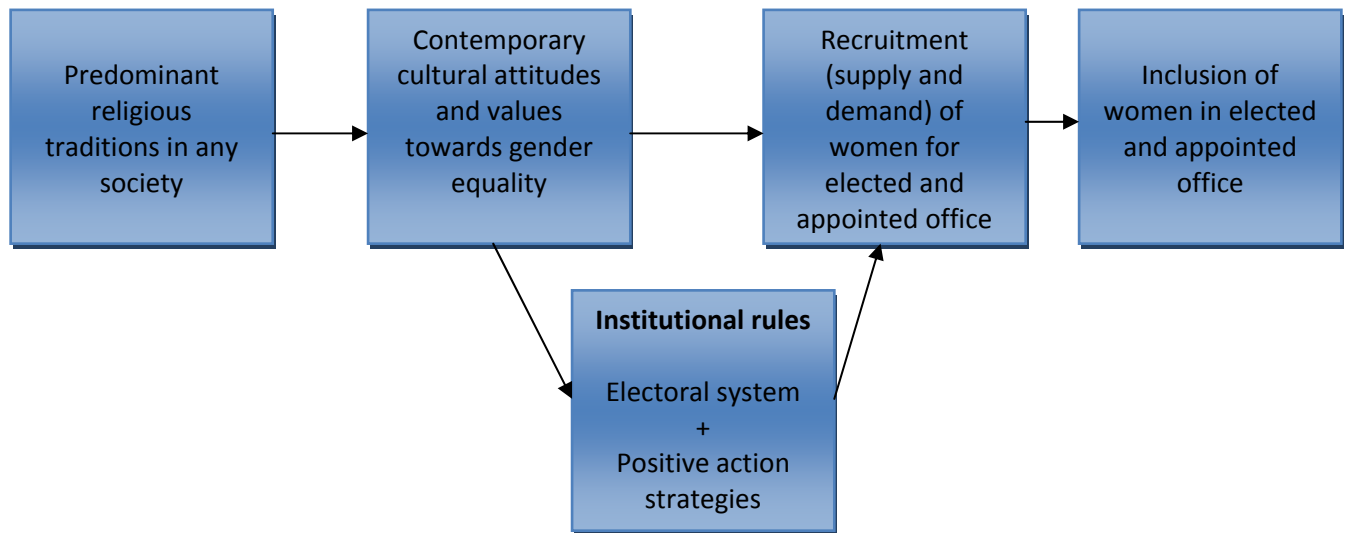 Predominant
religious
traditions in any
society
Contemporary
cultural attitudes
and values
towards gender
equality
Recruitment
(supply and
demand) of
women for
elected and
appointed office
Inclusion of
women in elected
and appointed
office
Institutional rules
Electoral system
+
Positive action
strategies